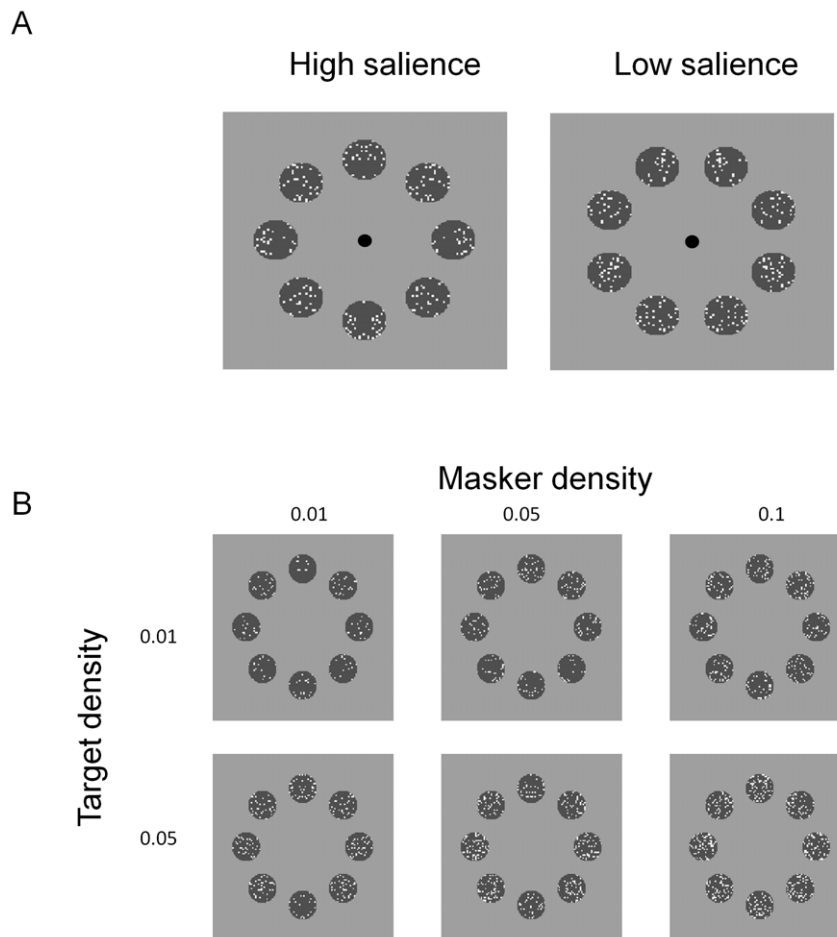 A
High salience Low salience
Masker density
B
0.01 0.05 0.1
Target density
0.01
0.05